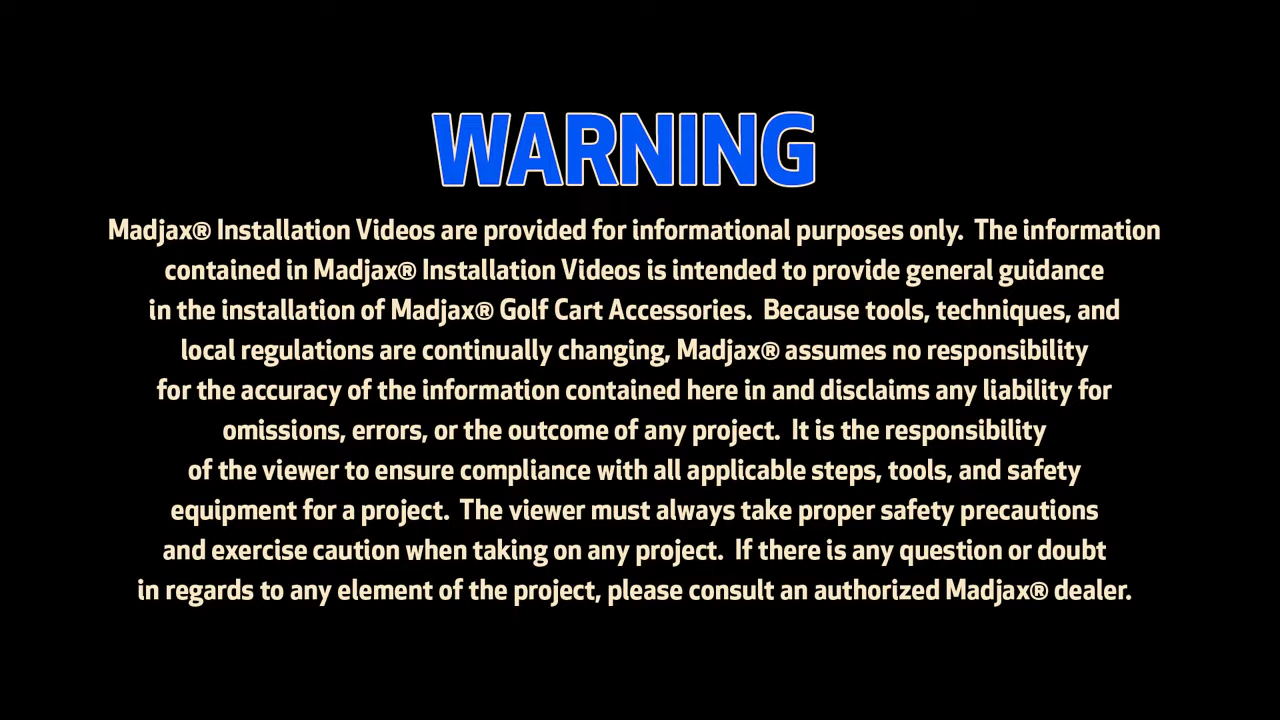 WARNING
Madjax® Installation Videos are provided for informational purposes only.  The information
contained in Madjax® Installation Videos is intended to provide general guidance
in the installation of Madjax® Golf Cart Accessories.  Because tools, techniques, and
local regulations are continually changing, Madjax® assumes no responsibility
for the accuracy of the information contained here in and disclaims any liability for
omissions, errors, or the outcome of any project.  It is the responsibility
of the viewer to ensure compliance with all applicable steps, tools, and safety
equipment for a project.  The viewer must always take proper safety precautions
and exercise caution when taking on any project.  If there is any question or doubt
in regards to any element of the project, please consult an authorized Madjax® dealer.